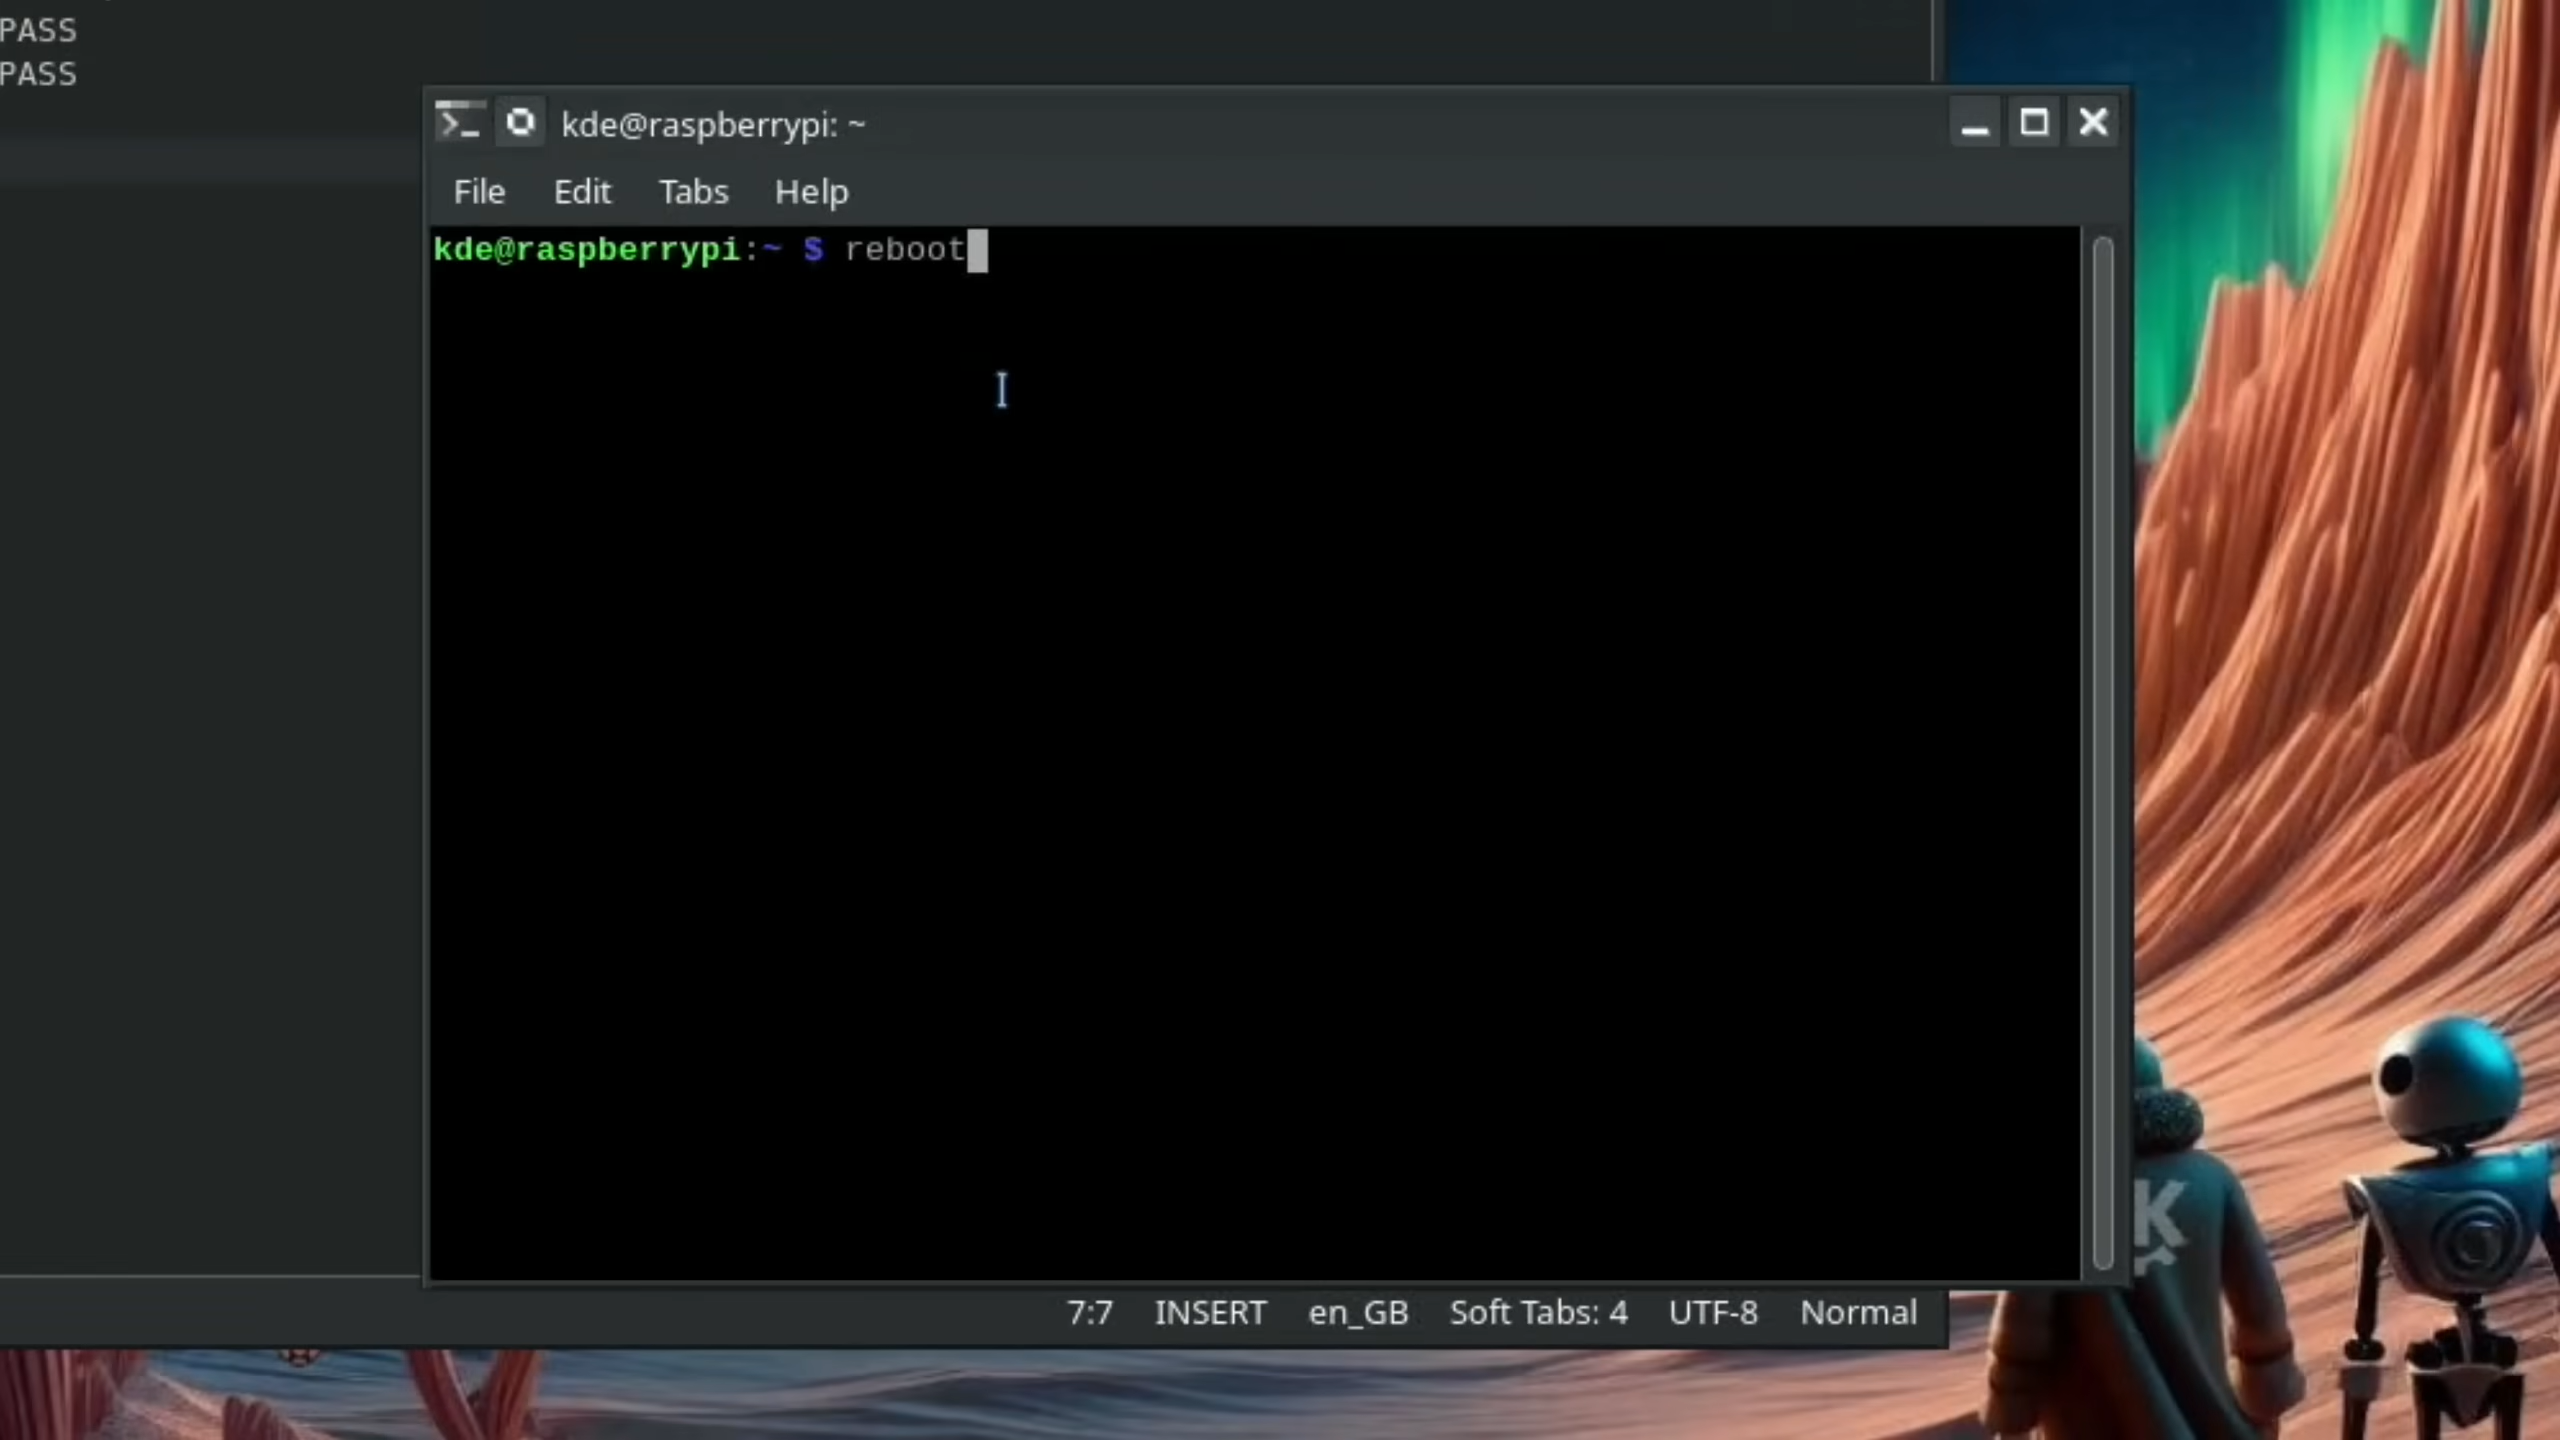 PASS
PASS
kde@raspberrypi: ~
File Edit Tabs Help
kde@raspberrypi:~ $ reboot
K
7:7 INSERT en_GB Soft Tabs: 4 UTF-8 Normal